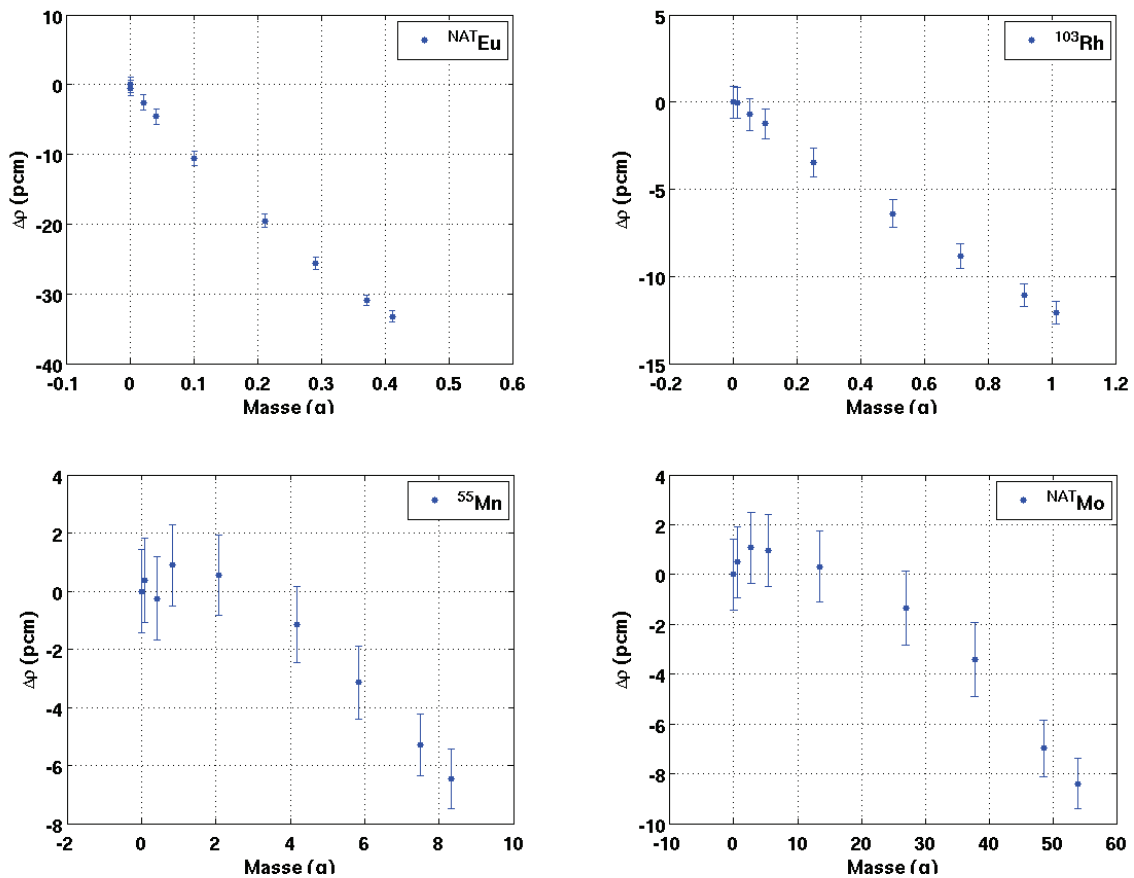 10
0
-10
-20
-30
-40
-0.1 0 0.1 0.2 0.3 0.4 0.5 0.6
Δρ (pcm)
Masse (g)
NATEu
5
0
-5
-10
-15
-0.2 0 0.2 0.4 0.6 0.8 1 1.2
Δρ (pcm)
Masse (g)
103Rh
4
2
0
-2
-4
-6
-8
-2 0 2 4 6 8 10
Δρ (pcm)
Masse (g)
55Mn
4
2
0
-2
-4
-6
-8
-10
-10 0 10 20 30 40 50 60
Δρ (pcm)
Masse (g)
NATMo